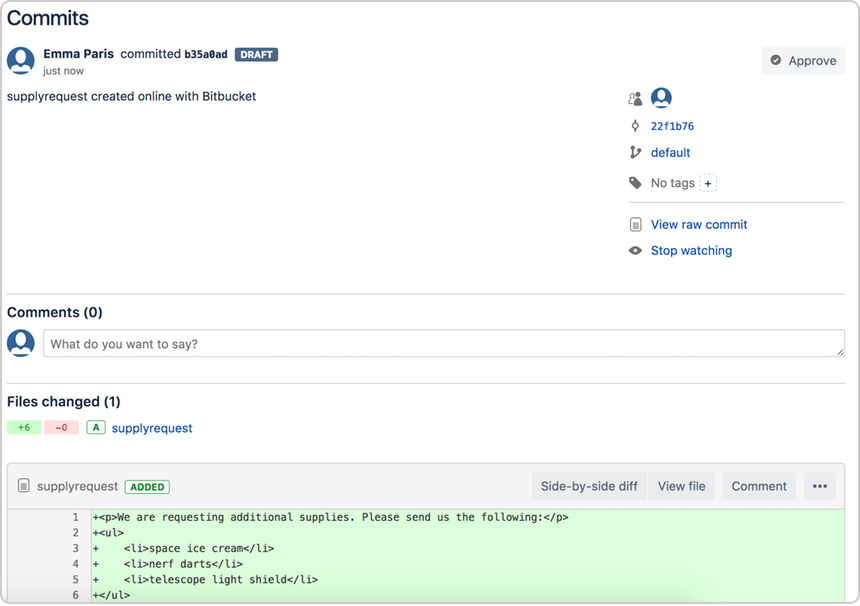 Commits
Emma Paris committed b35a0ad DRAFT
just now
Approve
supplyrequest created online with Bitbucket
22f1b76
default
No tags +
View raw commit
Stop watching
Comments (0)
What do you want to say?
Files changed (1)
+6 -0 A supplyrequest
supplyrequest ADDED Side-by-side diff View file Comment •••
1 +<p>We are requesting additional supplies. Please send us the following:</p>
2 +<ul>
3 +    <li>space ice cream</li>
4 +    <li>nerf darts</li>
5 +    <li>telescope light shield</li>
6 +</ul>